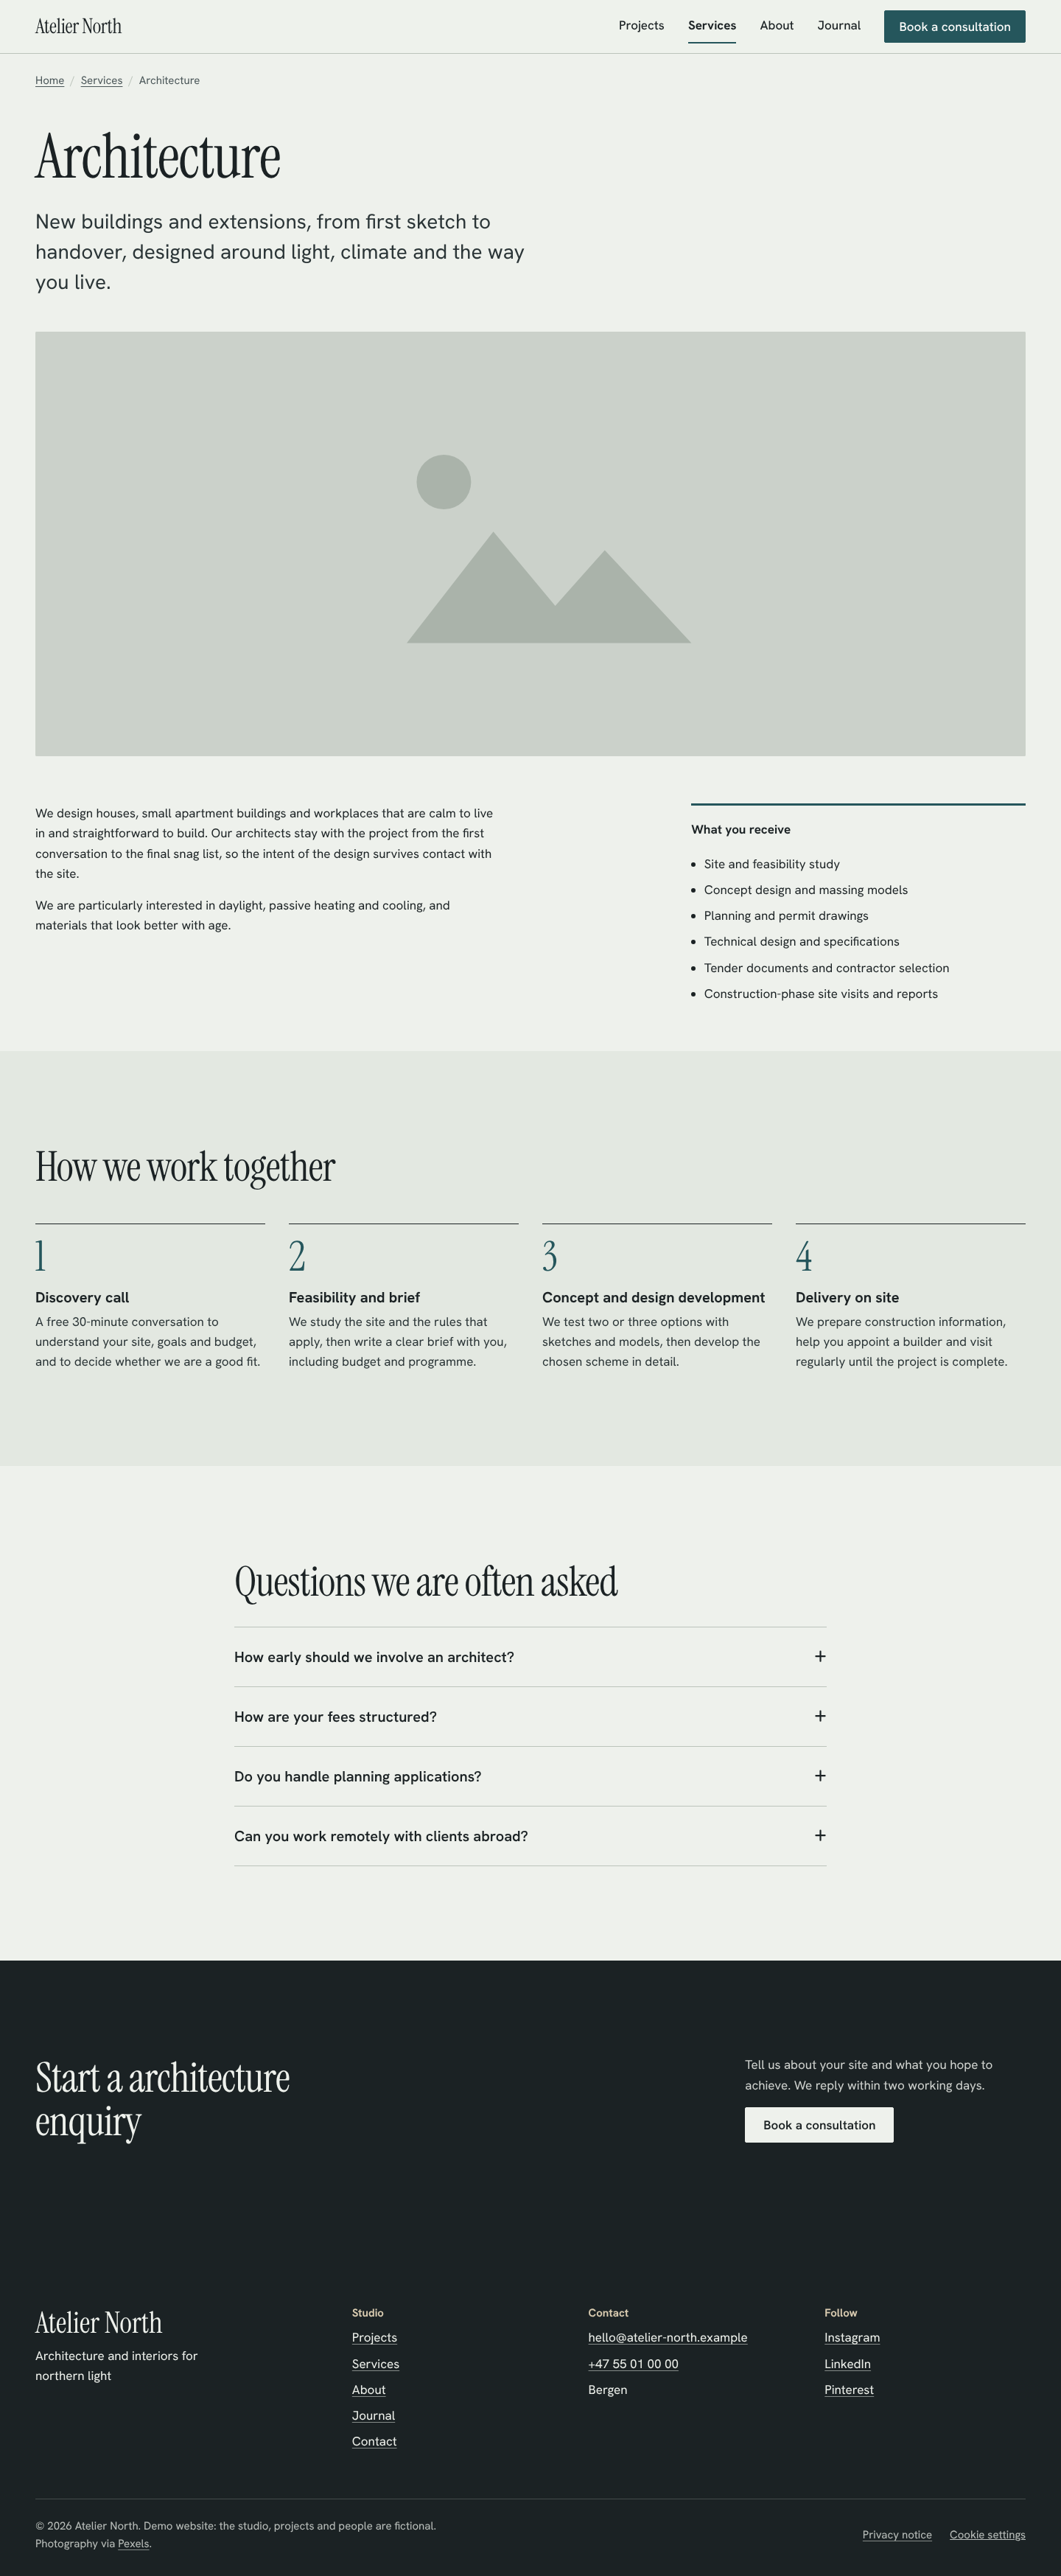 Atelier North
Projects
Services
About
Journal
Book a consultation
Home / Services / Architecture
Architecture
New buildings and extensions, from first sketch to
handover, designed around light, climate and the way
you live.
We design houses, small apartment buildings and workplaces that are calm to live
in and straightforward to build. Our architects stay with the project from the first
conversation to the final snag list, so the intent of the design survives contact with
the site.
We are particularly interested in daylight, passive heating and cooling, and
materials that look better with age.
What you receive
Site and feasibility study
Concept design and massing models
Planning and permit drawings
Technical design and specifications
Tender documents and contractor selection
Construction-phase site visits and reports
How we work together
1
Discovery call
A free 30-minute conversation to
understand your site, goals and budget,
and to decide whether we are a good fit.
2
Feasibility and brief
We study the site and the rules that
apply, then write a clear brief with you,
including budget and programme.
3
Concept and design development
We test two or three options with
sketches and models, then develop the
chosen scheme in detail.
4
Delivery on site
We prepare construction information,
help you appoint a builder and visit
regularly until the project is complete.
Questions we are often asked
How early should we involve an architect? +
How are your fees structured? +
Do you handle planning applications? +
Can you work remotely with clients abroad? +
Start a architecture
enquiry
Tell us about your site and what you hope to
achieve. We reply within two working days.
Book a consultation
Atelier North
Architecture and interiors for
northern light
Studio
Projects
Services
About
Journal
Contact
Contact
hello@atelier-north.example
+47 55 01 00 00
Bergen
Follow
Instagram
LinkedIn
Pinterest
© 2026 Atelier North. Demo website: the studio, projects and people are fictional.
Photography via Pexels.
Privacy notice
Cookie settings